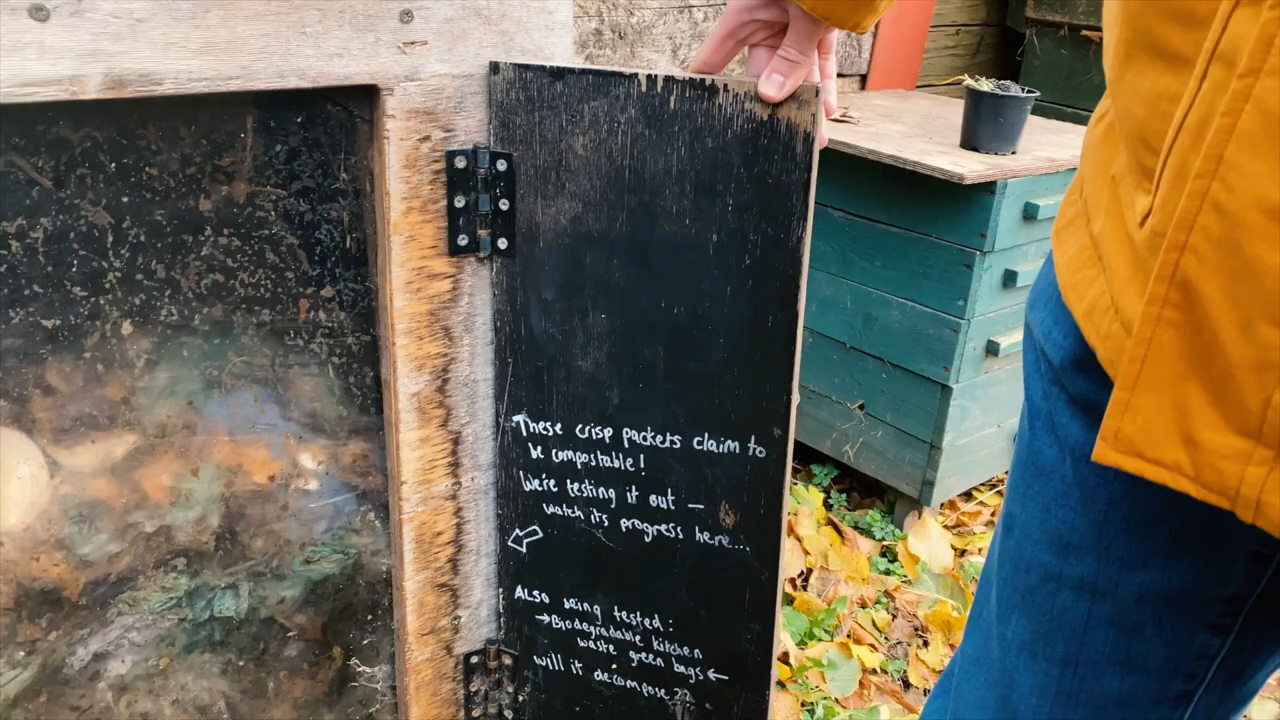 These crisp packets claim to
be compostable!
We're testing it out —
watch its progress here...
Also being tested:
→Biodegradable kitchen
waste green bags←
will it decompose??